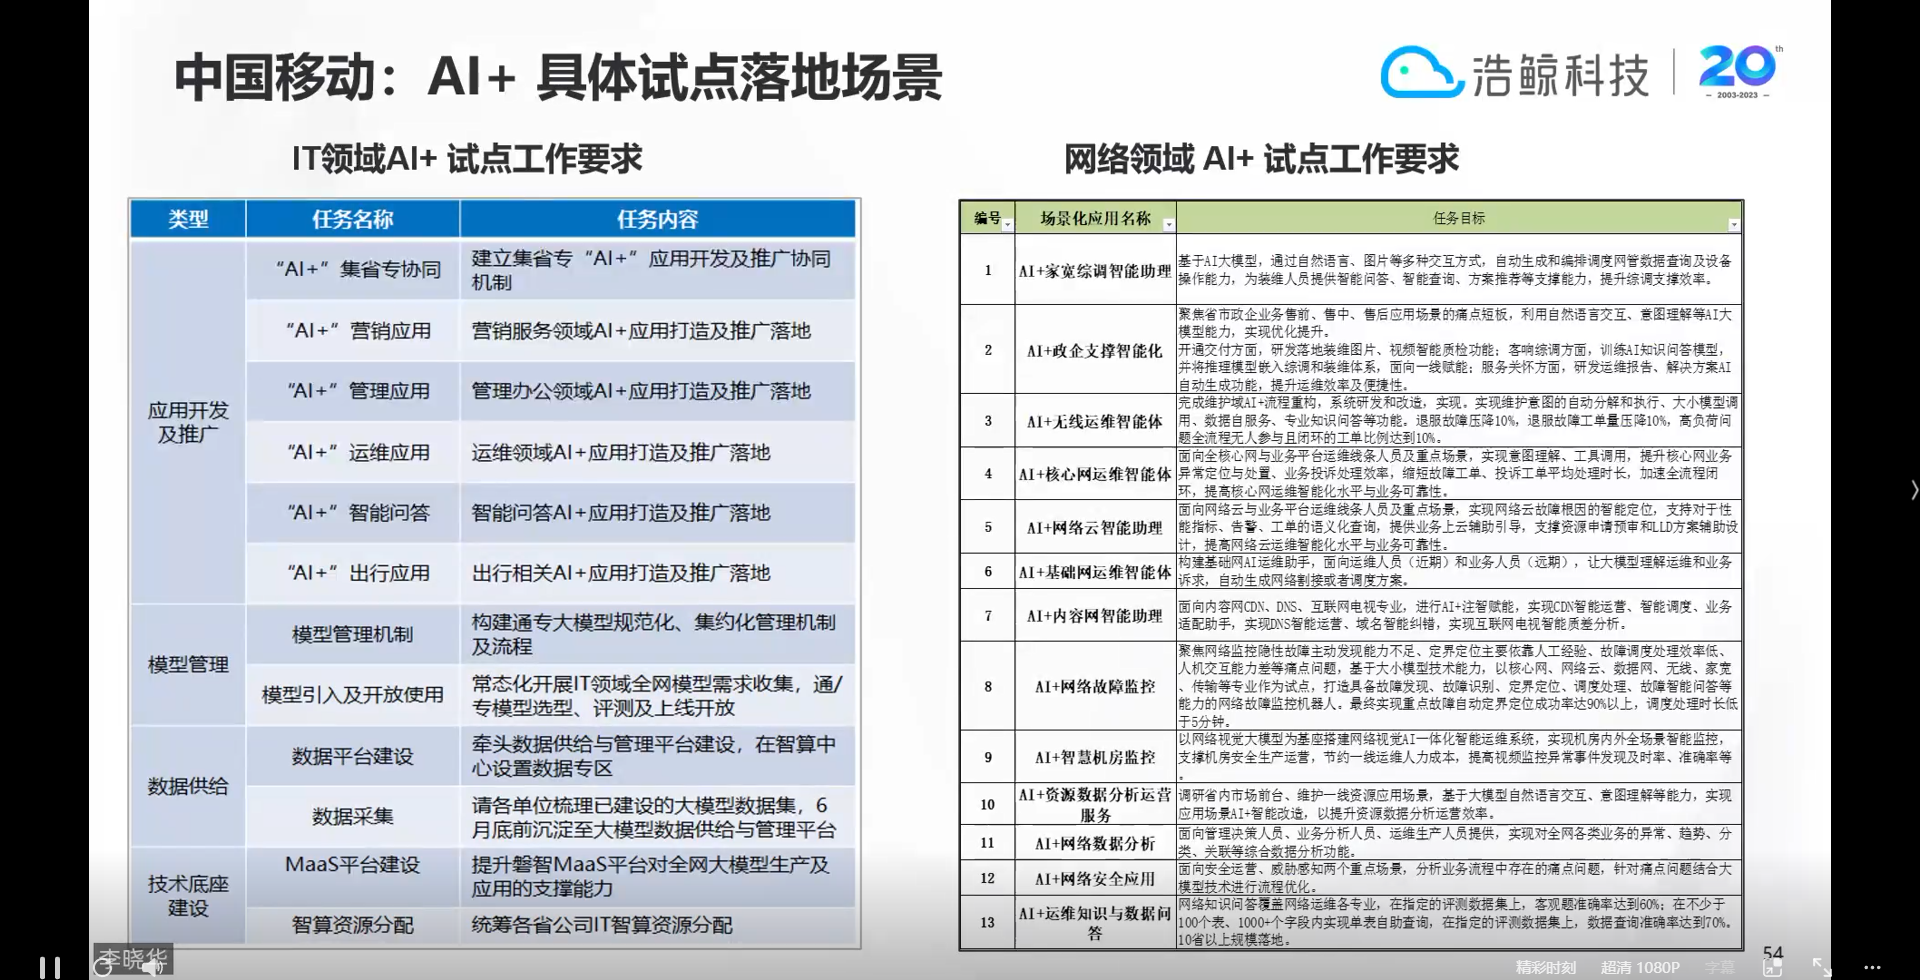 中国移动：AI+ 具体试点落地场景
浩鲸科技
20th
2003-2023
IT领域AI+ 试点工作要求
类型 任务名称 任务内容
应用开发
及推广
“AI+”集省专协同
建立集省专“AI+”应用开发及推广协同
机制
“AI+”营销应用
营销服务领域AI+应用打造及推广落地
“AI+”管理应用
管理办公领域AI+应用打造及推广落地
“AI+”运维应用
运维领域AI+应用打造及推广落地
“AI+”智能问答
智能问答AI+应用打造及推广落地
“AI+”出行应用
出行相关AI+应用打造及推广落地
模型管理
模型管理机制
构建通专大模型规范化、集约化管理机制
及流程
模型引入及开放使用
常态化开展IT领域全网模型需求收集，通/
专模型选型、评测及上线开放
数据供给
数据平台建设
牵头数据供给与管理平台建设，在智算中
心设置数据专区
数据采集
请各单位梳理已建设的大模型数据集，6
月底前沉淀至大模型数据供给与管理平台
技术底座
建设
MaaS平台建设
提升磐智MaaS平台对全网大模型生产及
应用的支撑能力
智算资源分配
统筹各省公司IT智算资源分配
网络领域 AI+ 试点工作要求
编号 场景化应用名称 任务目标
1
AI+家宽综调智能助理
基于AI大模型，通过自然语言、图片等多种交互方式，自动生成和编排调度网管数据查询及设备
操作能力，为装维人员提供智能问答、智能查询、方案推荐等支撑能力，提升综调支撑效率。
2
AI+政企支撑智能化
聚焦省市政企业务售前、售中、售后应用场景的痛点短板，利用自然语言交互、意图理解等AI大
模型能力，实现优化提升。
开通交付方面，研发落地装维图片、视频智能质检功能；客响综调方面，训练AI知识问答模型，
并将推理模型嵌入综调和装维体系，面向一线赋能；服务关怀方面，研发运维报告、解决方案AI
自动生成功能，提升运维效率及便捷性。
3
AI+无线运维智能体
完成维护域AI+流程重构，系统研发和改造，实现。实现维护意图的自动分解和执行、大小模型调
用、数据自服务、专业知识问答等功能。退服故障压降10%，退服故障工单量压降10%，高负荷问
题全流程无人参与且闭环的工单比例达到10%。
4
AI+核心网运维智能体
面向全核心网与业务平台运维线条人员及重点场景，实现意图理解、工具调用，提升核心网业务
异常定位与处置、业务投诉处理效率，缩短故障工单、投诉工单平均处理时长，加速全流程闭
环，提高核心网运维智能化水平与业务可靠性。
5
AI+网络云智能助理
面向网络云与业务平台运维线条人员及重点场景，实现网络云故障根因的智能定位，支持对于性
能指标、告警、工单的语义化查询，提供业务上云辅助引导，支撑资源申请预审和LLD方案辅助设
计，提高网络云运维智能化水平与业务可靠性。
6
AI+基础网运维智能体
构建基础网AI运维助手，面向运维人员（近期）和业务人员（远期），让大模型理解运维和业务
诉求，自动生成网络割接或者调度方案。
7
AI+内容网智能助理
面向内容网CDN、DNS、互联网电视专业，进行AI+注智赋能，实现CDN智能运营、智能调度、业务
适配助手，实现DNS智能运营、域名智能纠错，实现互联网电视智能质差分析。
8
AI+网络故障监控
聚焦网络监控隐性故障主动发现能力不足、定界定位主要依靠人工经验、故障调度处理效率低、
人机交互能力差等痛点问题，基于大小模型技术能力，以核心网、网络云、数据网、无线、家宽
、传输等专业作为试点，打造具备故障发现、故障识别、定界定位、调度处理、故障智能问答等
能力的网络故障监控机器人。最终实现重点故障自动定界定位成功率达90%以上，调度处理时长低
于5分钟。
9
AI+智慧机房监控
以网络视觉大模型为基座搭建网络视觉AI一体化智能运维系统，实现机房内外全场景智能监控，
支撑机房安全生产运营，节约一线运维人力成本，提高视频监控异常事件发现及时率、准确率等
。
10
AI+资源数据分析运营
服务
调研省内市场前台、维护一线资源应用场景，基于大模型自然语言交互、意图理解等能力，实现
应用场景AI+智能改造，以提升资源数据分析运营效率。
11
AI+网络数据分析
面向管理决策人员、业务分析人员、运维生产人员提供，实现对全网各类业务的异常、趋势、分
类、关联等综合数据分析功能。
12
AI+网络安全应用
面向安全运营、威胁感知两个重点场景，分析业务流程中存在的痛点问题，针对痛点问题结合大
模型技术进行流程优化。
13
AI+运维知识与数据问
答
网络知识问答覆盖网络运维各专业，在指定的评测数据集上，客观题准确率达到60%；在不少于
100个表、1000+个字段内实现单表自助查询，在指定的评测数据集上，数据查询准确率达到70%。
10省以上规模落地。
54
李晓华
精彩时刻 超清 1080P 字幕